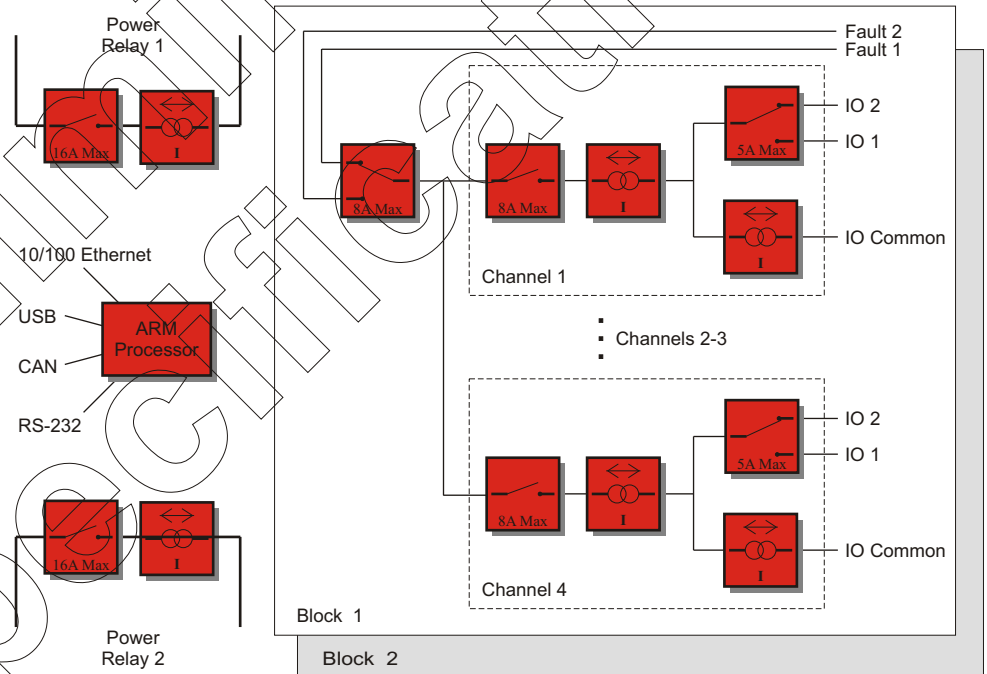 Power
Relay 1
16A Max
I
10/100 Ethernet
USB
CAN
RS-232
ARM
Processor
16A Max
I
Power
Relay 2
Fault 2
Fault 1
8A Max
8A Max
I
5A Max
I
IO 2
IO 1
IO Common
Channel 1
Channels 2-3
8A Max
I
5A Max
I
IO 2
IO 1
IO Common
Channel 4
Block 1
Block 2